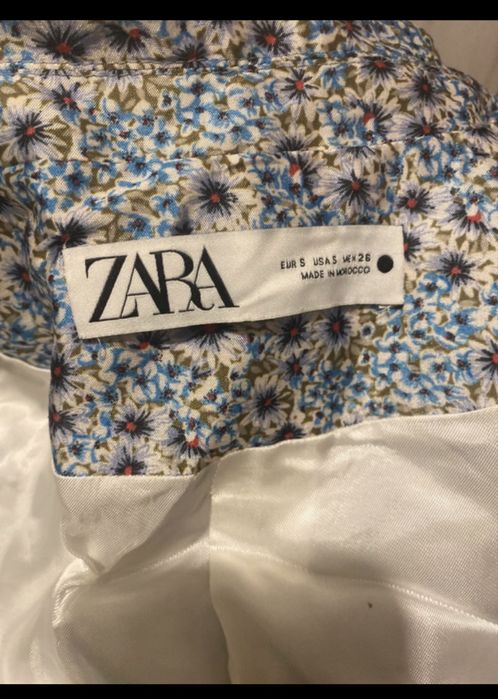 ZARA
EUR S USA S MEX 26
MADE IN MOROCCO